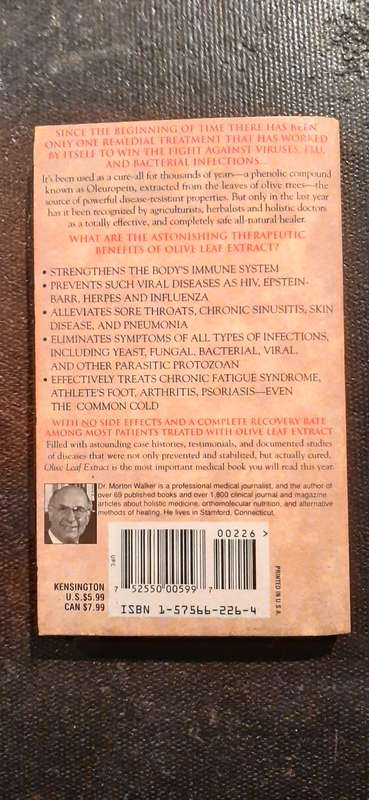 SINCE THE BEGINNING OF TIME THERE HAS BEEN
ONLY ONE REMEDIAL TREATMENT THAT HAS WORKED
BY ITSELF TO WIN THE FIGHT AGAINST VIRUSES, FLU,
AND BACTERIAL INFECTIONS...
It's been used as a cure-all for thousands of years—a phenolic compound
known as Oleuropein, extracted from the leaves of olive trees—the
source of powerful disease-resistant properties. But only in the last year
has it been recognized by agriculturists, herbalists and holistic doctors
as a totally effective, and completely safe all-natural healer.
WHAT ARE THE ASTONISHING THERAPEUTIC
BENEFITS OF OLIVE LEAF EXTRACT?
• STRENGTHENS THE BODY'S IMMUNE SYSTEM
• PREVENTS SUCH VIRAL DISEASES AS HIV, EPSTEIN-
BARR, HERPES AND INFLUENZA
• ALLEVIATES SORE THROATS, CHRONIC SINUSITIS, SKIN
DISEASE, AND PNEUMONIA
• ELIMINATES SYMPTOMS OF ALL TYPES OF INFECTIONS,
INCLUDING YEAST, FUNGAL, BACTERIAL, VIRAL,
AND OTHER PARASITIC PROTOZOAN
• EFFECTIVELY TREATS CHRONIC FATIGUE SYNDROME,
ATHLETE'S FOOT, ARTHRITIS, PSORIASIS—EVEN
THE COMMON COLD
WITH NO SIDE EFFECTS AND A COMPLETE RECOVERY RATE
AMONG MOST PATIENTS TREATED WITH OLIVE LEAF EXTRACT
Filled with astounding case histories, testimonials, and documented studies
of diseases that were not only prevented and stabilized, but actually cured,
Olive Leaf Extract is the most important medical book you will read this year.
Dr. Morton Walker is a professional medical journalist, and the author of
over 69 published books and over 1,800 clinical journal and magazine
articles about holistic medicine, orthomolecular nutrition, and alternative
methods of healing. He lives in Stamford, Connecticut.
00226 >
UPC
KENSINGTON
U.S.$5.99
CAN $7.99
7 52550 00599 7
ISBN 1-57566-226-4
PRINTED IN U.S.A.